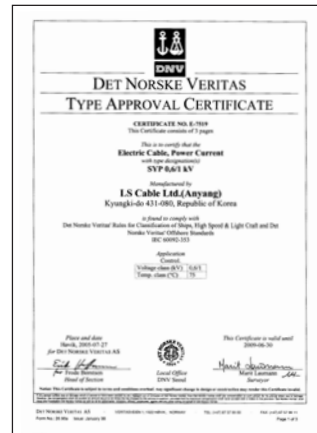 DNV
DET NORSKE VERITAS
TYPE APPROVAL CERTIFICATE
CERTIFICATE NO. E-7519
This Certificate consists of 3 pages
This is to certify that the
Electric Cable, Power Current
with type designation(s)
SYP 0,6/1 kV
Manufactured by
LS Cable Ltd.(Anyang)
Kyungki-do 431-080, Republic of Korea
is found to comply with
Det Norske Veritas' Rules for Classification of Ships, High Speed & Light Craft and Det
Norske Veritas' Offshore Standards
IEC 60092-353
Application
Control.
Voltage class (kV) 0,6/1
Temp. class (°C) 75
Place and date
Høvik, 2005-07-27
for DET NORSKE VERITAS AS
This Certificate is valid until
2009-06-30
Head of Section
Local Office
DNV Seoul
Marit Laumann
Surveyor
DET NORSKE VERITAS AS
Page 1 of 3